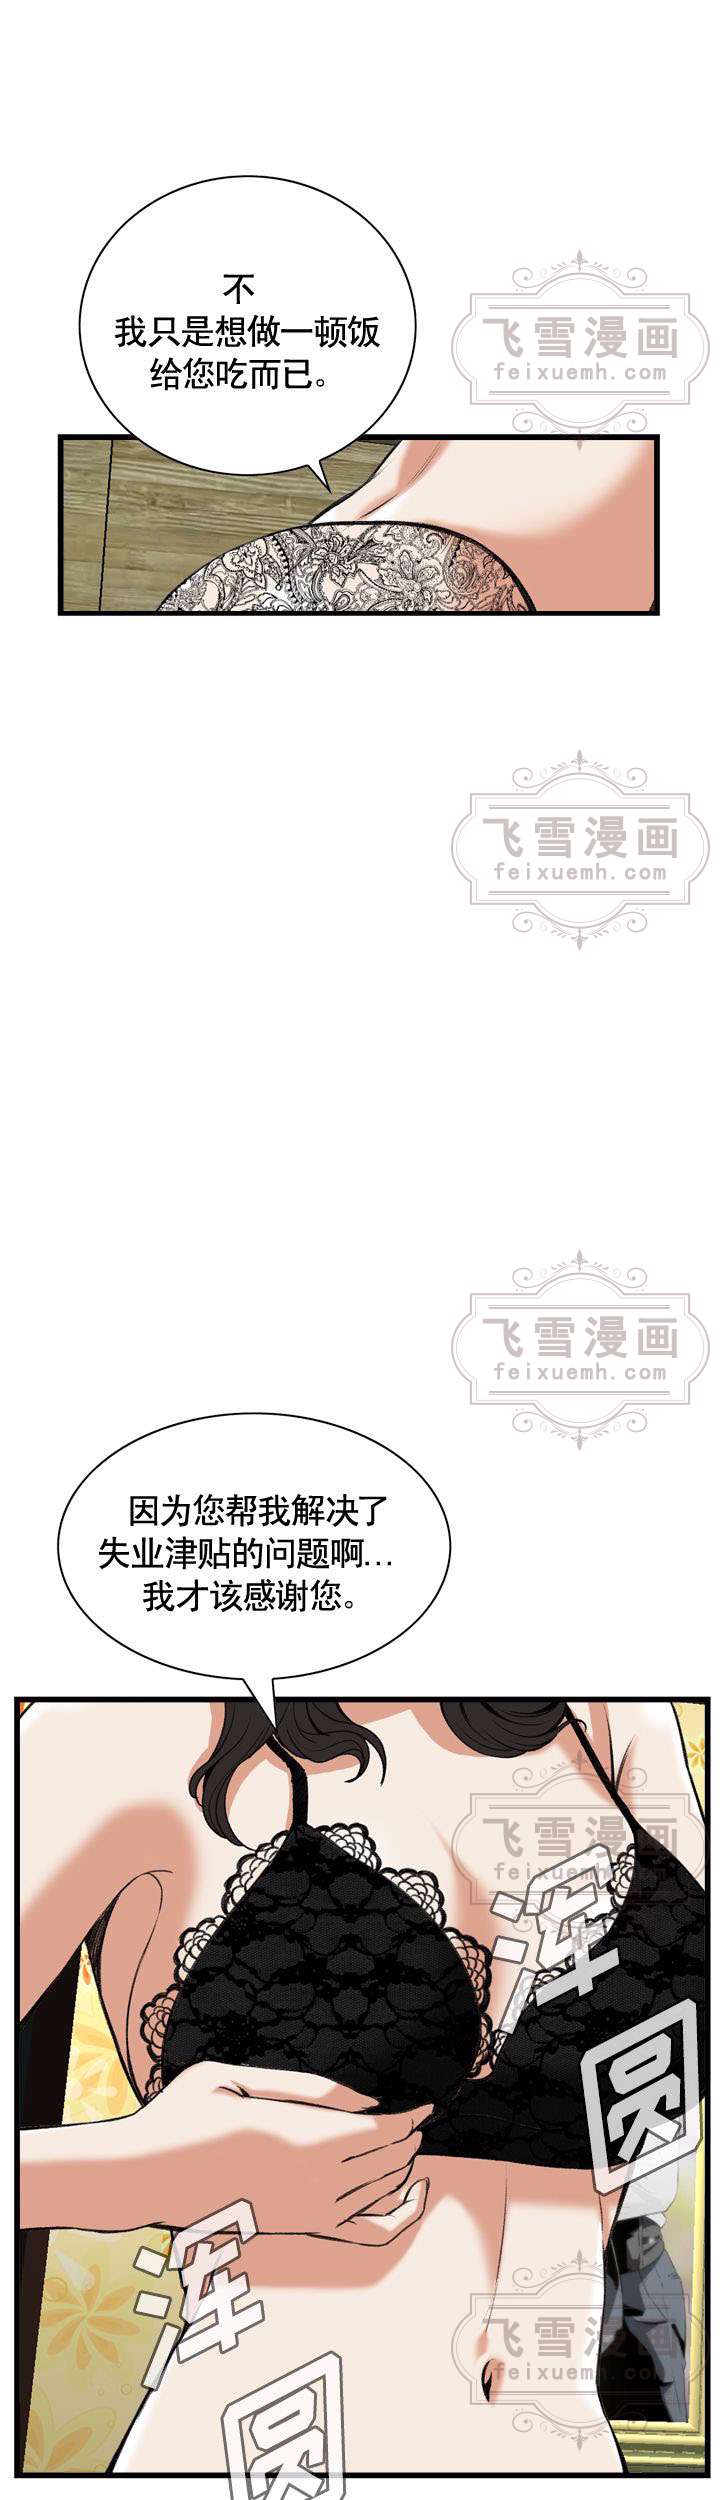 不
我只是想做一顿饭
给您吃而已。
飞雪漫画
feixuemh.com
飞雪漫画
feixuemh.com
飞雪漫画
feixuemh.com
因为您帮我解决了
失业津贴的问题啊…
我才该感谢您。
飞雪漫画
feixuemh.com
浑
圆
浑
圆
飞雪漫画
feixuemh.com